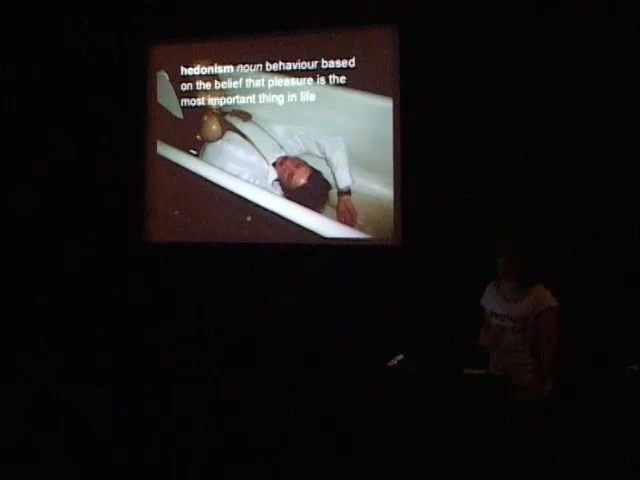 hedonism noun behaviour based
on the belief that pleasure is the
most important thing in life